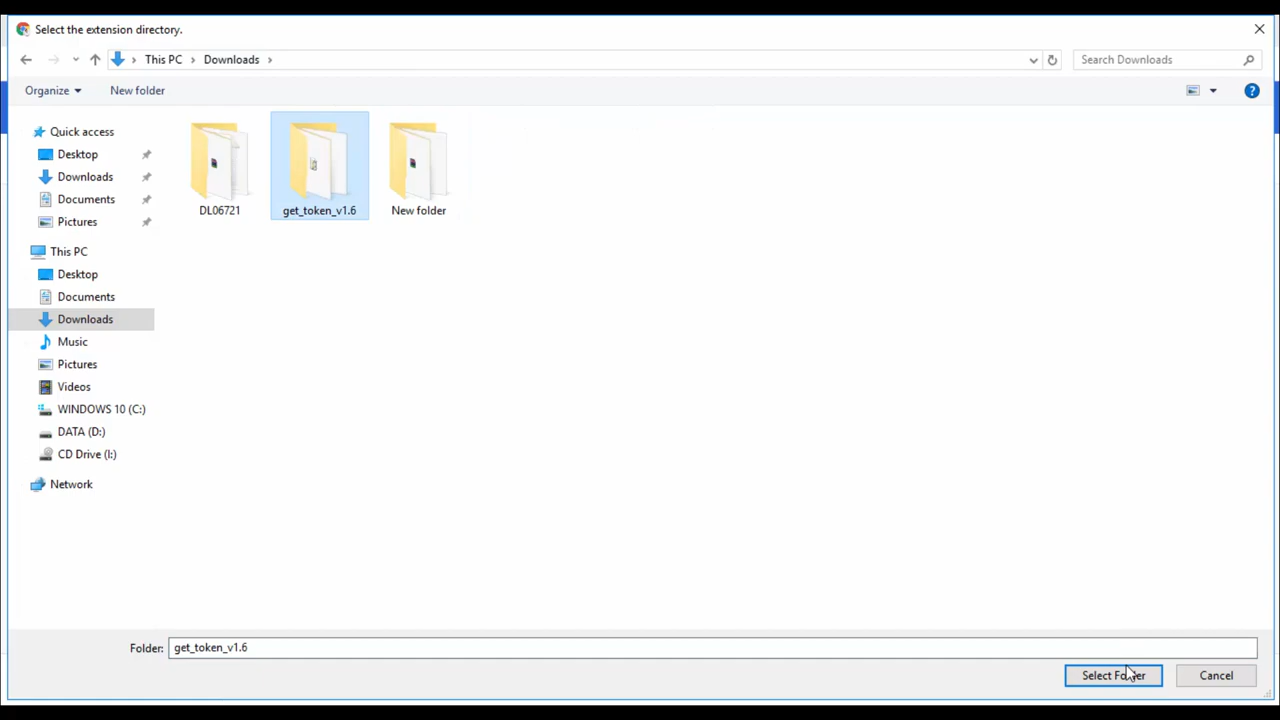 Select the extension directory.
This PC
Downloads
Search Downloads
Organize
New folder
Quick access
Desktop
Downloads
Documents
Pictures
This PC
Desktop
Documents
Downloads
Music
Pictures
Videos
WINDOWS 10 (C:)
DATA (D:)
CD Drive (I:)
Network
DL06721
get_token_v1.6
New folder
Folder:
get_token_v1.6
Select Folder
Cancel